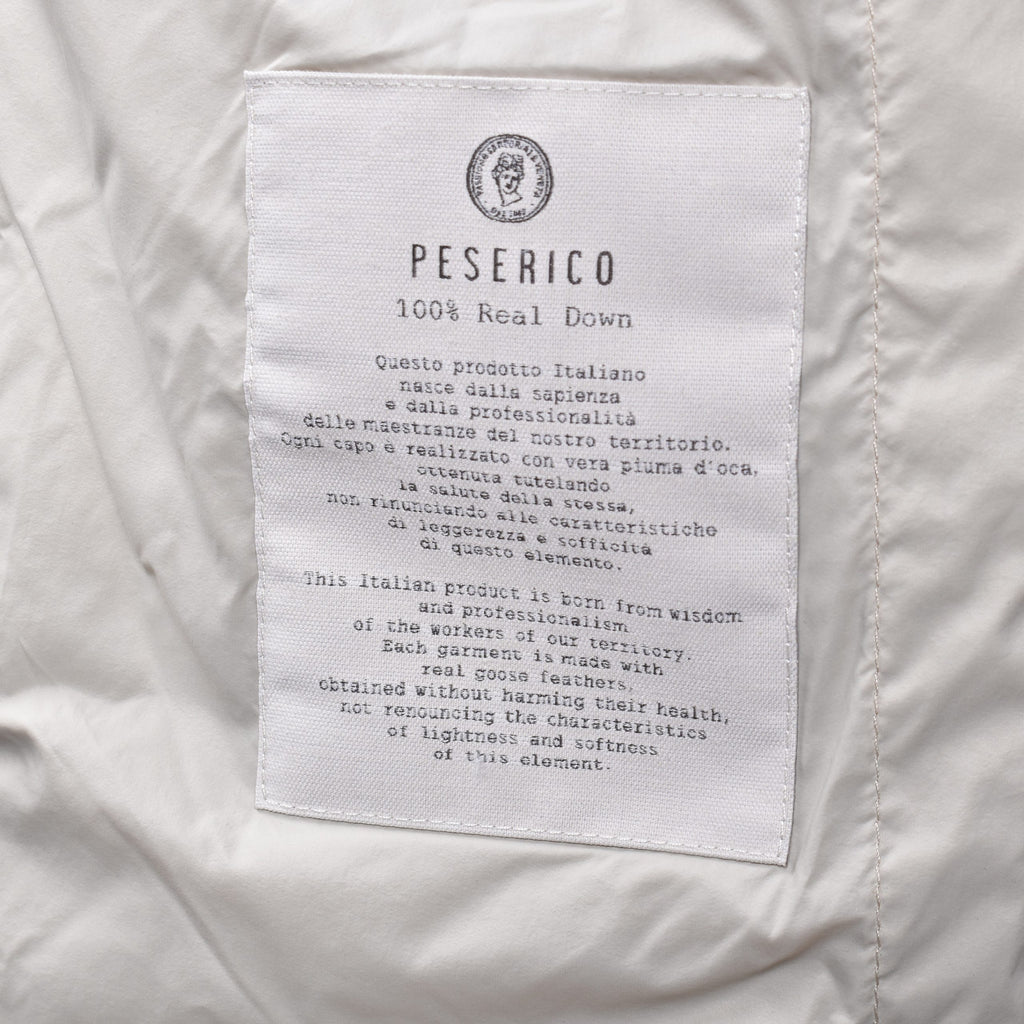 PASSIONE SARTORIALE VENETA
PESERICO
100% Real Down
Questo prodotto Italiano
nasce dalla sapienza
e dalla professionalità
delle maestranze del nostro territorio.
Ogni capo è realizzato con vera piuma d'oca,
ottenuta tutelando
la salute della stessa,
non rinunciando alle caratteristiche
di leggerezza e sofficità
di questo elemento.
This Italian product is born from wisdom
and professionalism
of the workers of our territory.
Each garment is made with
real goose feathers,
obtained without harming their health,
not renouncing the characteristics
of lightness and softness
of this element.